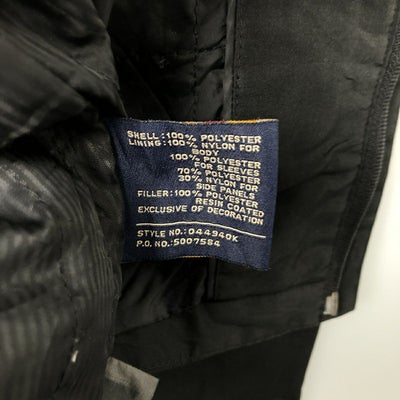 SHELL: 100% POLYESTER
LINING: 100% NYLON FOR
BODY
100% POLYESTER
FOR SLEEVES
70% POLYESTER
30% NYLON FOR
SIDE PANELS
FILLER: 100% POLYESTER
RESIN COATED
EXCLUSIVE OF DECORATION
STYLE NO.: 044940K
P.O. NO.: 5007584